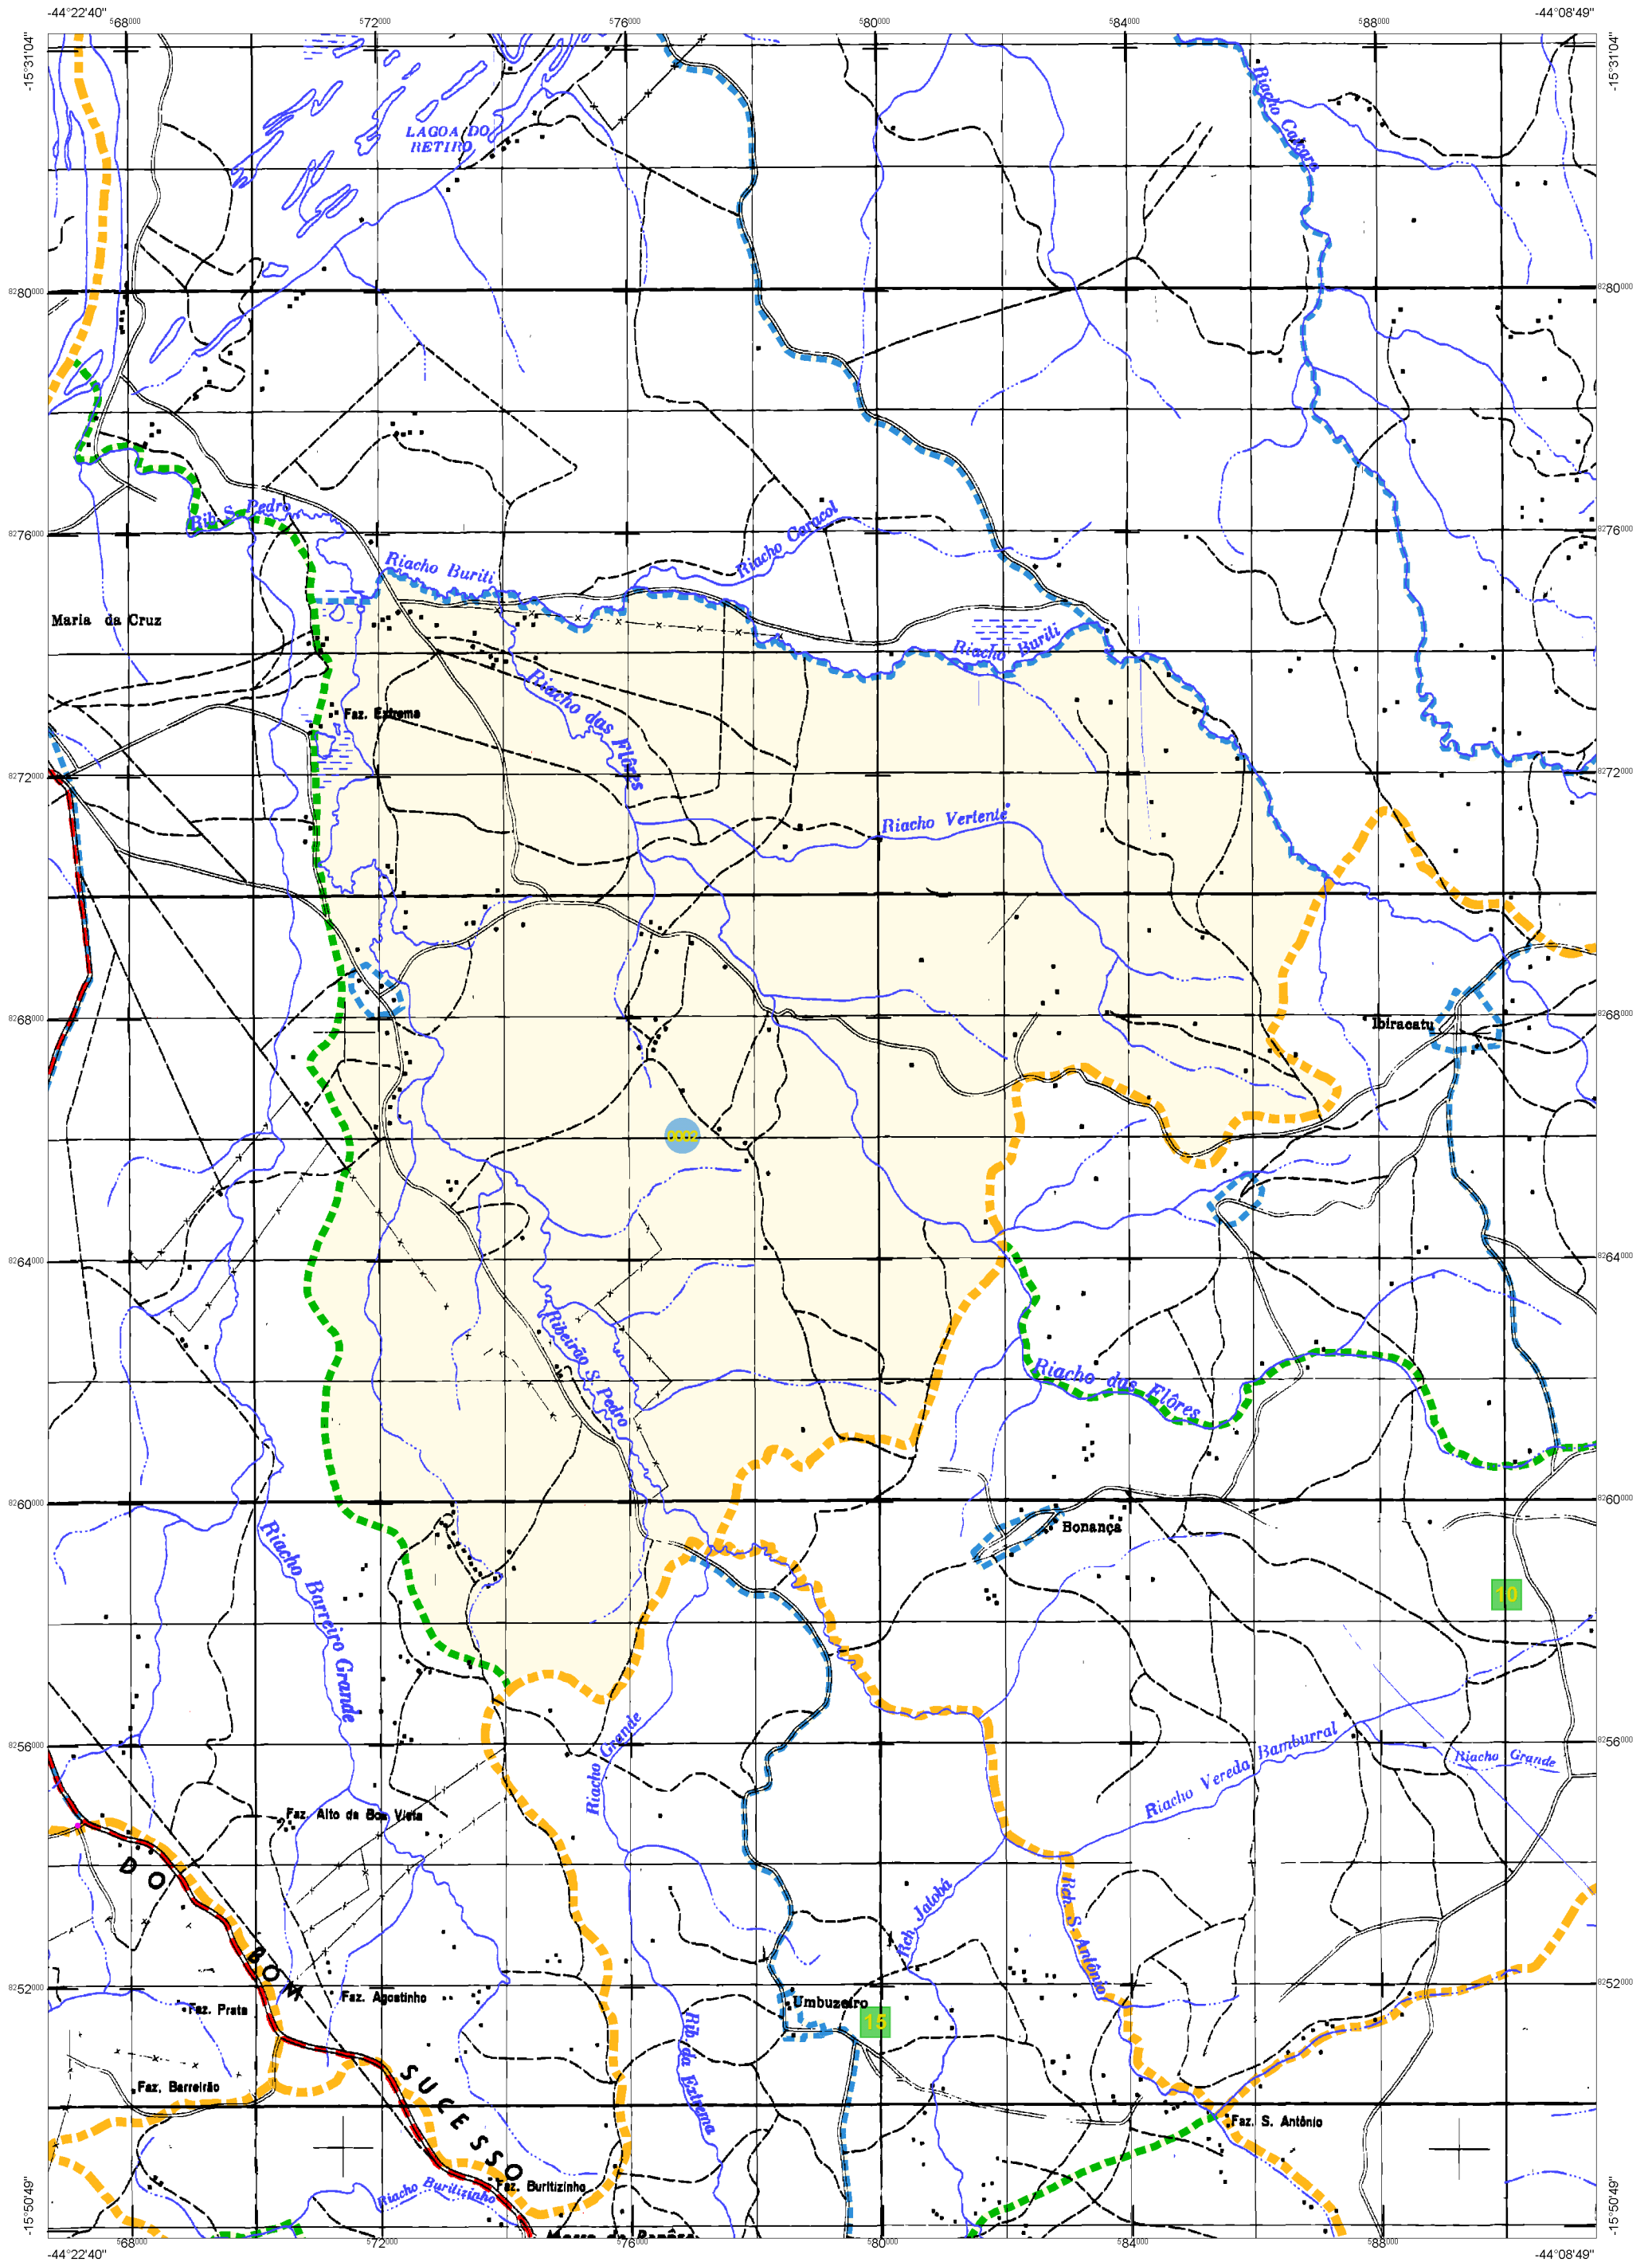 -44°22'40"
-44°08'49"
568000
572000
576000
580000
584000
588000
-15°31'04"
-15°31'04"
Riacho Calcare
LAGOA DO
RETIRO
8280000
8280000
Rib. S. Pedro
Riacho Caracol
8276000
8276000
Riacho Buriti
Maria da Cruz
Riacho Buriti
Riacho das Flôres
Faz. Extrema
8272000
8272000
Riacho Vertente
8268000
8268000
Ibiracatu
0002
8264000
8264000
Ribeirão S. Pedro
Riacho das Flôres
8260000
8260000
Riacho Barreiro Grande
Bonança
10
8256000
8256000
Riacho Grande
Riacho Vereda Bamburral
Riacho Grande
Faz. Alto da Boa Vista
DO
BOM
Rch. Jatobá
Rch. S. Antônio
8252000
8252000
Faz. Agostinho
Faz. Prata
Umbuzeiro
15
Rib. da Extrema
Faz. Barreirão
SUCESSO
Faz. S. Antônio
Faz. Buritizinho
Riacho Buritizinho
-15°50'49"
-15°50'49"
568000
572000
576000
580000
584000
588000
-44°22'40"
-44°08'49"